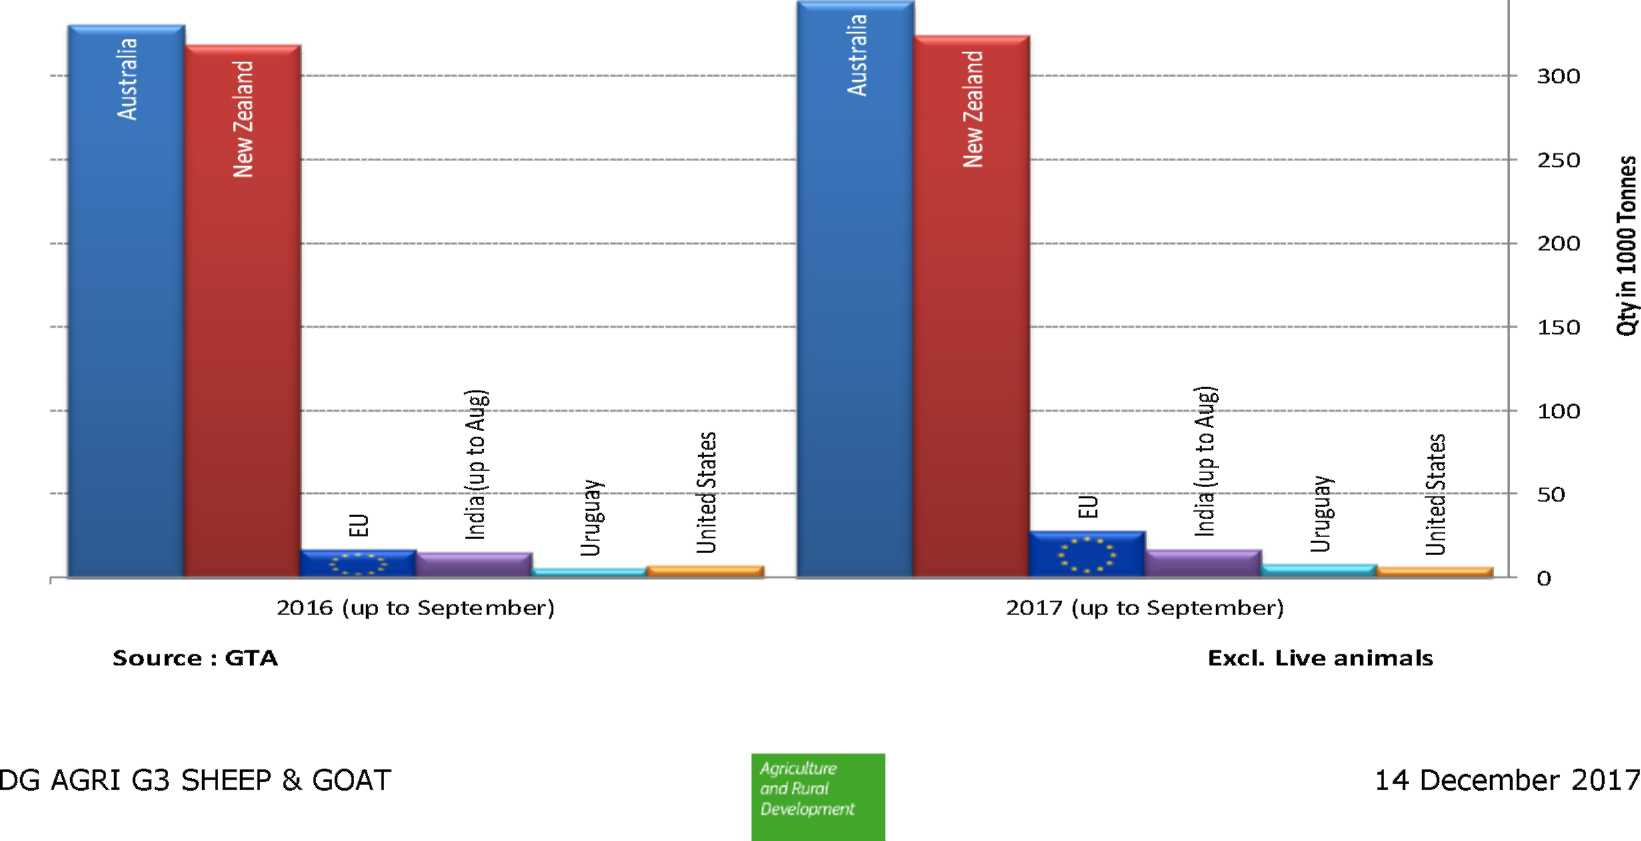 Australia
New Zealand
EU
India (up to Aug)
Uruguay
United States
Australia
New Zealand
EU
India (up to Aug)
Uruguay
United States
300
250
200
150
100
50
0
Qty in 1000 Tonnes
2016 (up to September)
2017 (up to September)
Source : GTA
Excl. Live animals
DG AGRI G3 SHEEP & GOAT
Agriculture
and Rural
Development
14 December 2017